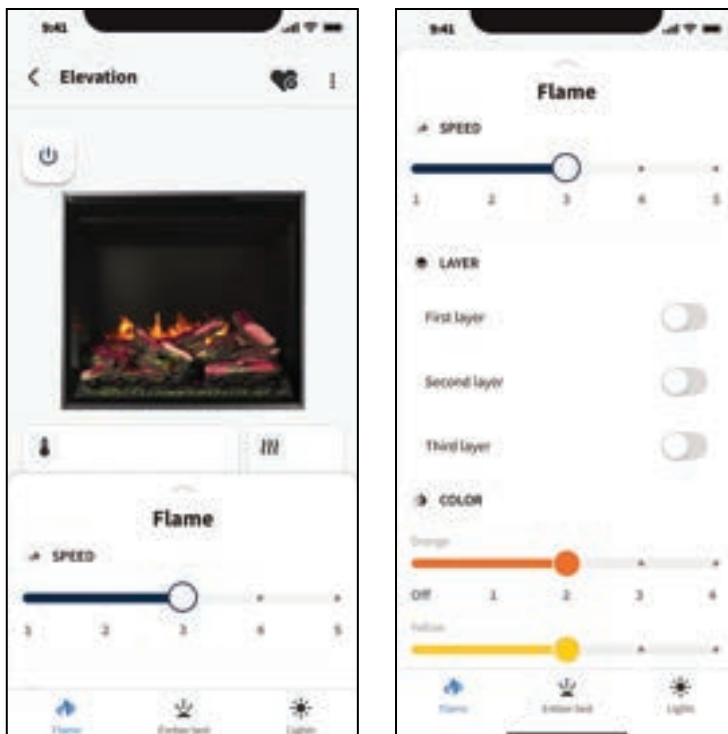 9:41
Elevation
Flame
SPEED
1 2 3 4 5
Flame Ember bed Lights
9:41
Flame
SPEED
1 2 3 4 5
LAYER
First layer
Second layer
Third layer
COLOR
Orange
Off 1 2 3 4
Yellow
Flame Ember bed Lights